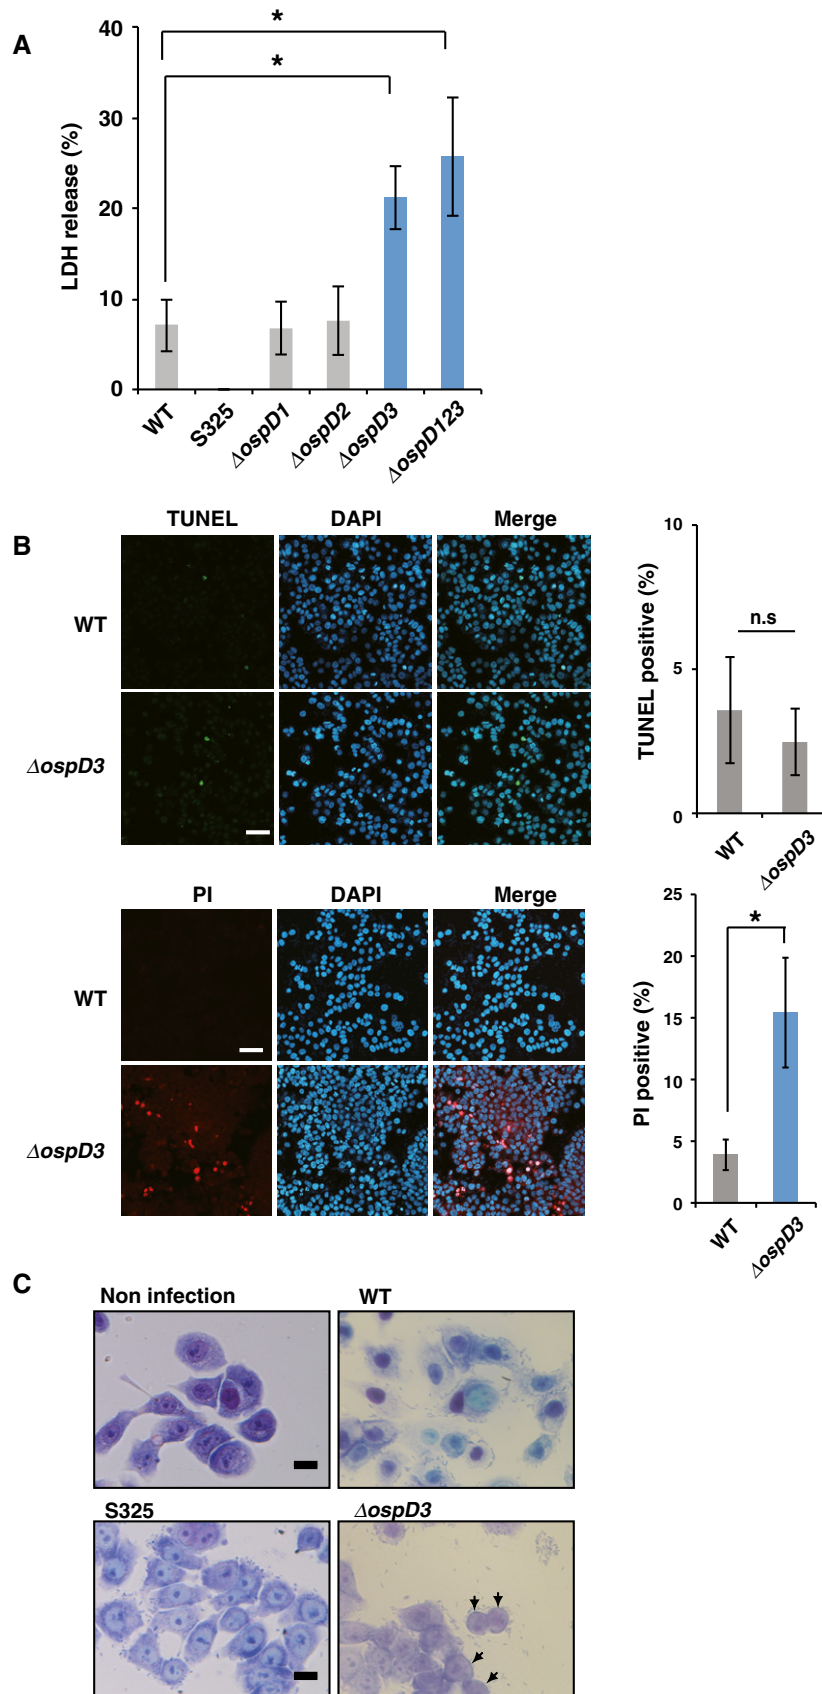 A
*
*
LDH release (%)
40
30
20
10
0
WT
S325
ΔospD1
ΔospD2
ΔospD3
ΔospD123
B
TUNEL
DAPI
Merge
WT
ΔospD3
TUNEL positive (%)
10
5
0
n.s
WT
ΔospD3
PI
DAPI
Merge
WT
ΔospD3
PI positive (%)
25
20
15
10
5
0
*
WT
ΔospD3
C
Non infection
WT
S325
ΔospD3